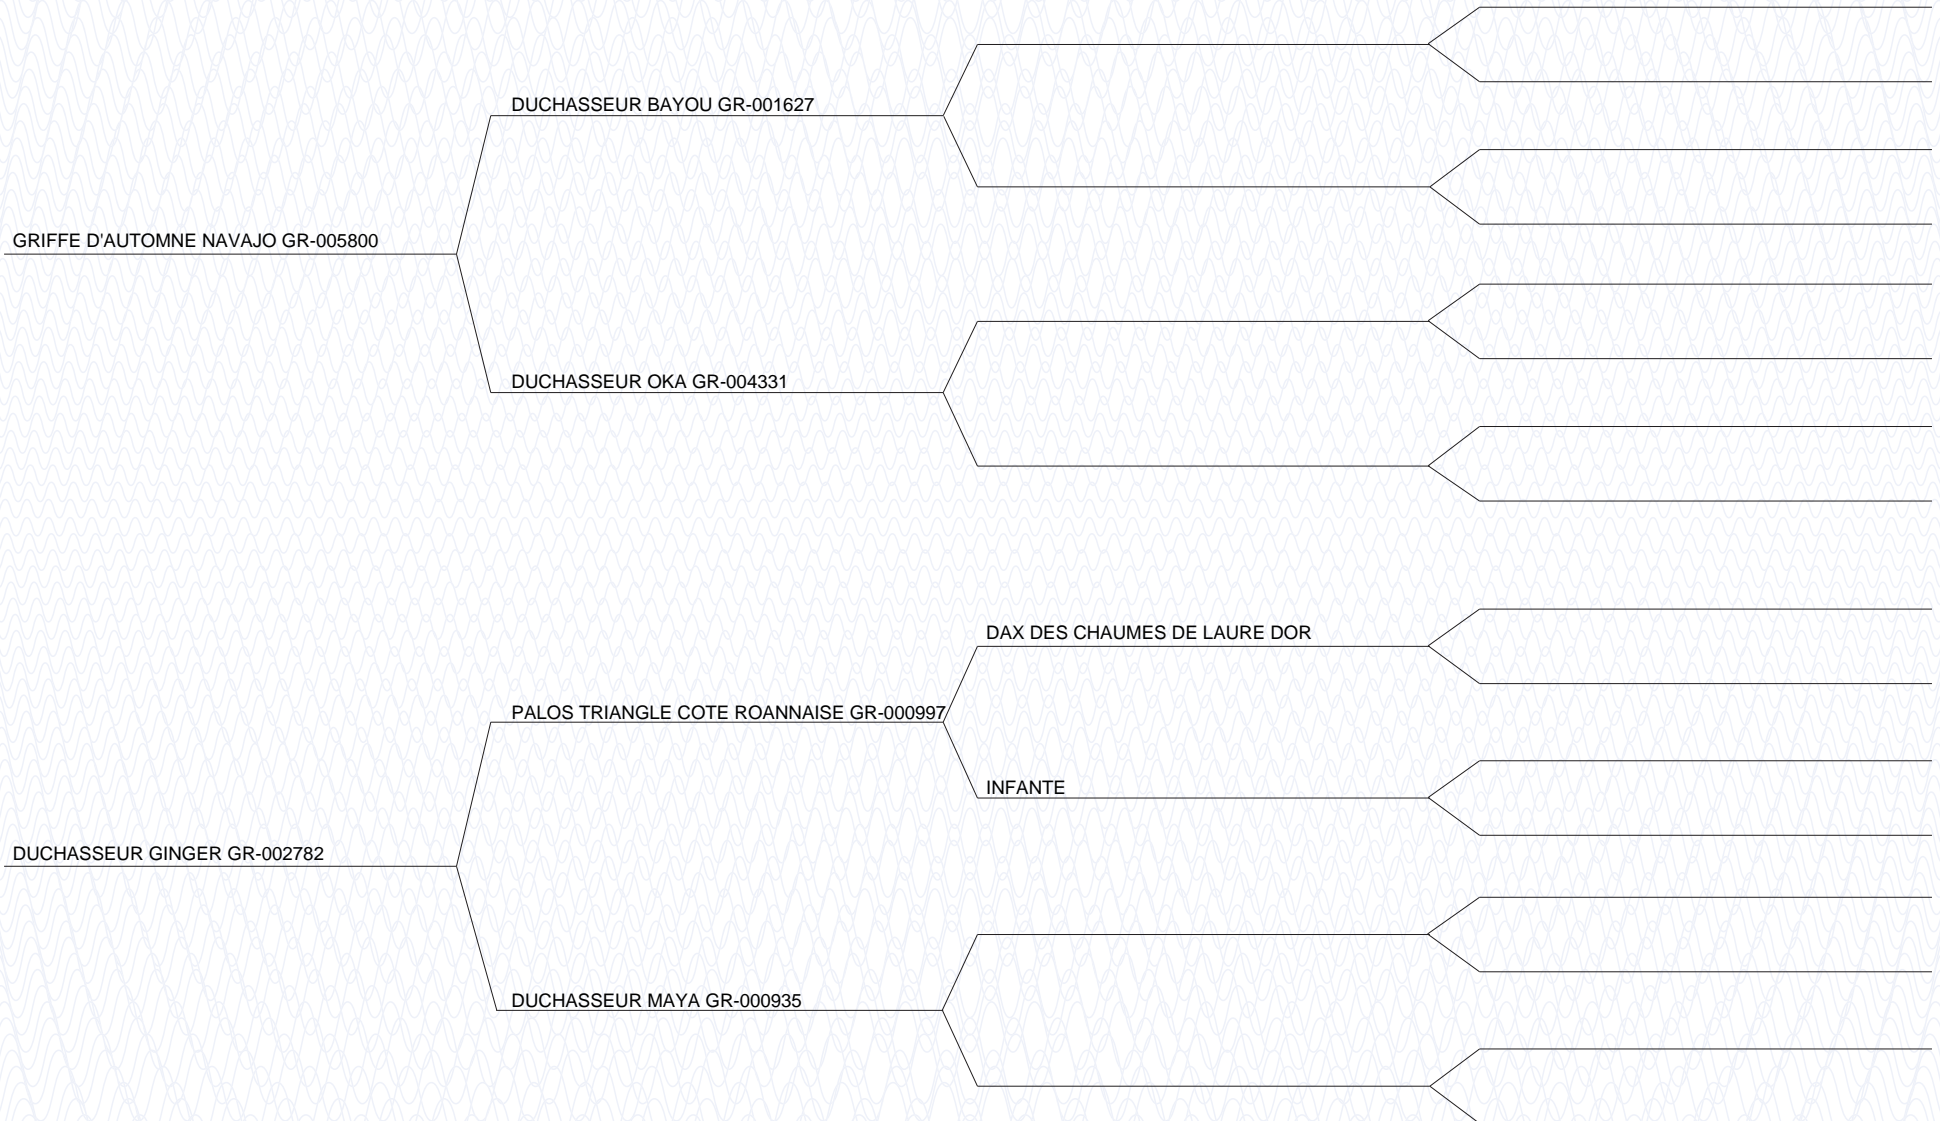 DUCHASSEUR BAYOU GR-001627
GRIFFE D'AUTOMNE NAVAJO GR-005800
DUCHASSEUR OKA GR-004331
DAX DES CHAUMES DE LAURE DOR
PALOS TRIANGLE COTE ROANNAISE GR-000997
INFANTE
DUCHASSEUR GINGER GR-002782
DUCHASSEUR MAYA GR-000935